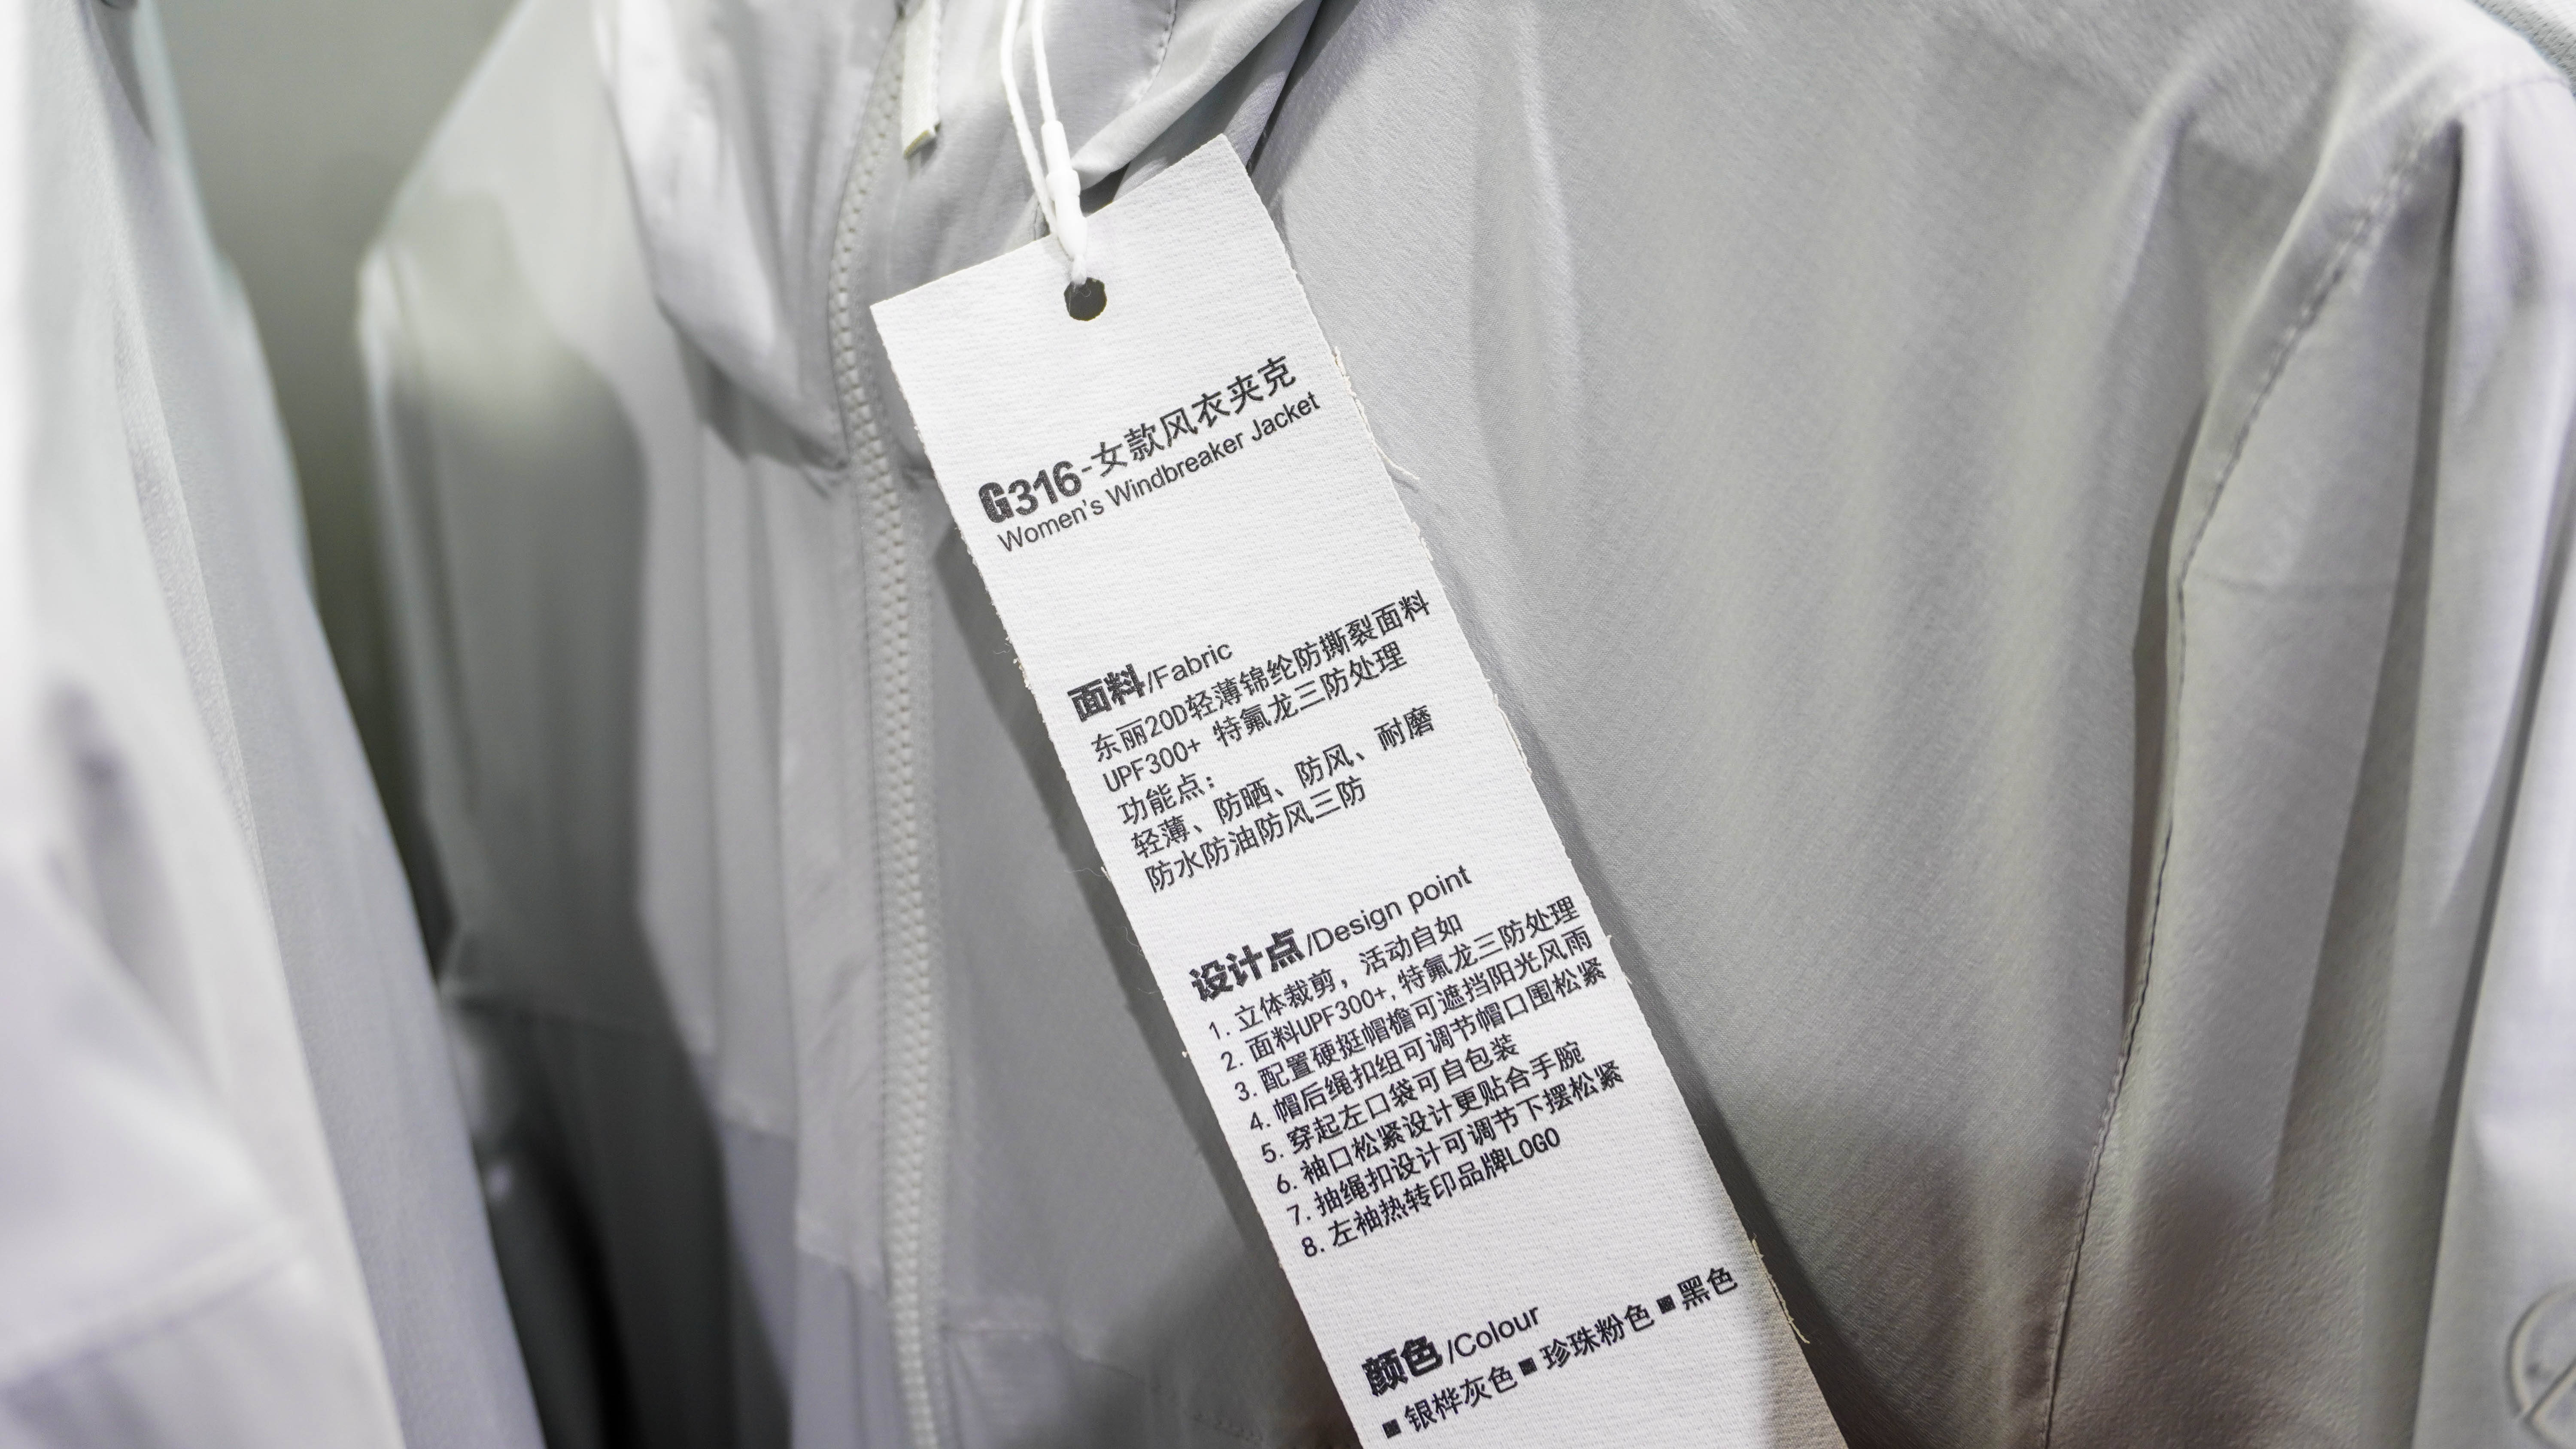 G316-女款风衣夹克
Women's Windbreaker Jacket
面料/Fabric
东丽20D轻薄锦纶防撕裂面料
UPF300+ 特氟龙三防处理
功能点：
轻薄、防晒、防风、耐磨
防水防油防风三防
设计点/Design point
1. 立体裁剪，活动自如
2. 面料UPF300+, 特氟龙三防处理
3. 配置硬挺帽檐可遮挡阳光风雨
4. 帽后绳扣组可调节帽口围松紧
5. 穿起左口袋可自包装
6. 袖口松紧设计更贴合手腕
7. 抽绳扣设计可调节下摆松紧
8. 左袖热转印品牌LOGO
颜色/Colour
■银桦灰色■珍珠粉色■黑色